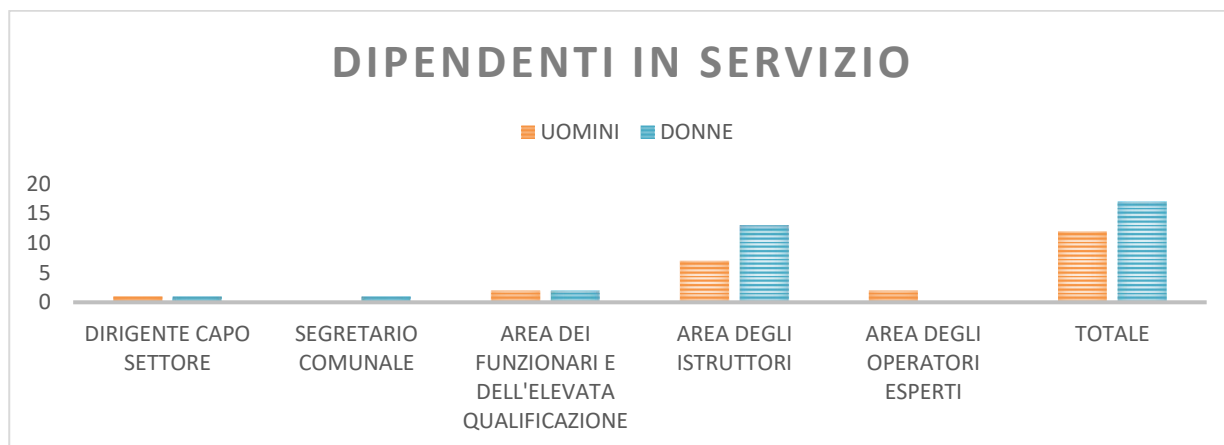 DIPENDENTI IN SERVIZIO
UOMINI DONNE
20
15
10
5
0
DIRIGENTE CAPO
SETTORE
SEGRETARIO
COMUNALE
AREA DEI
FUNZIONARI E
DELL'ELEVATA
QUALIFICAZIONE
AREA DEGLI
ISTRUTTORI
AREA DEGLI
OPERATORI
ESPERTI
TOTALE